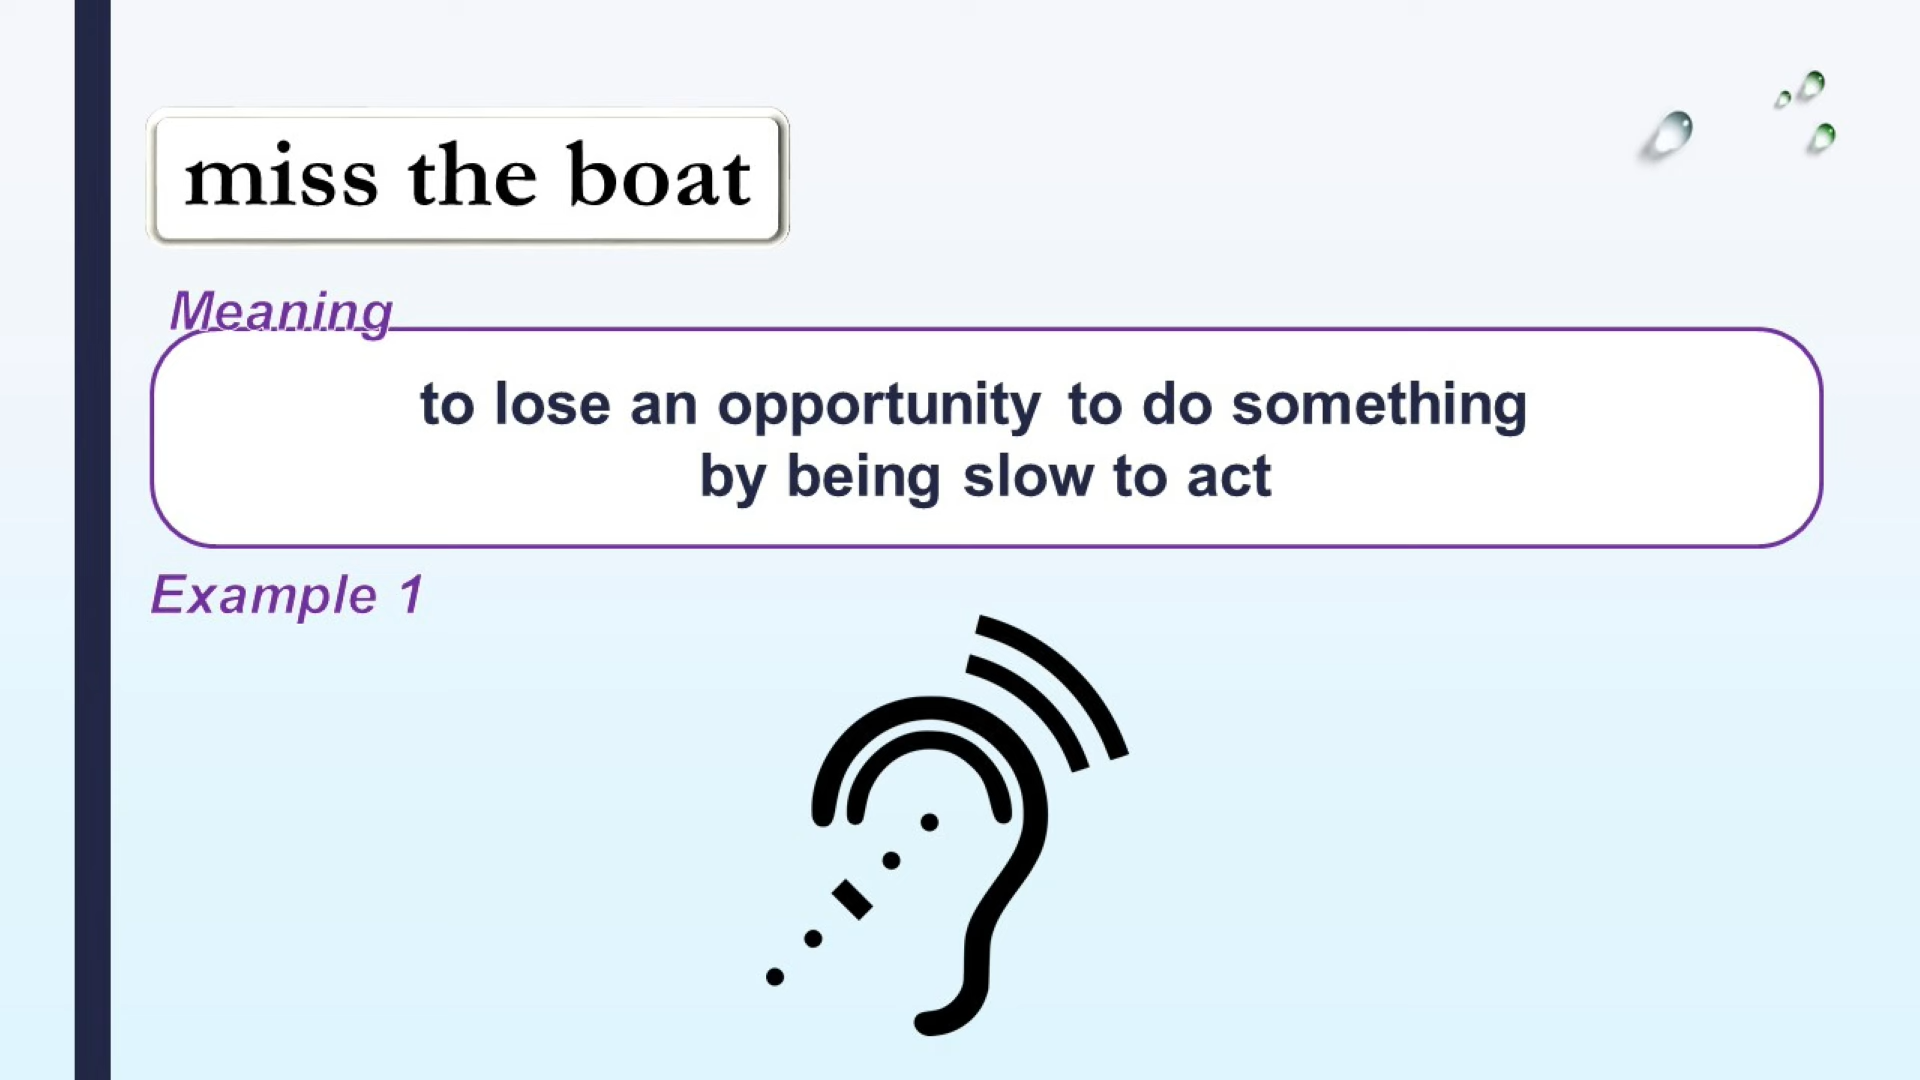 miss the boat
Meaning
to lose an opportunity to do something
by being slow to act
Example 1